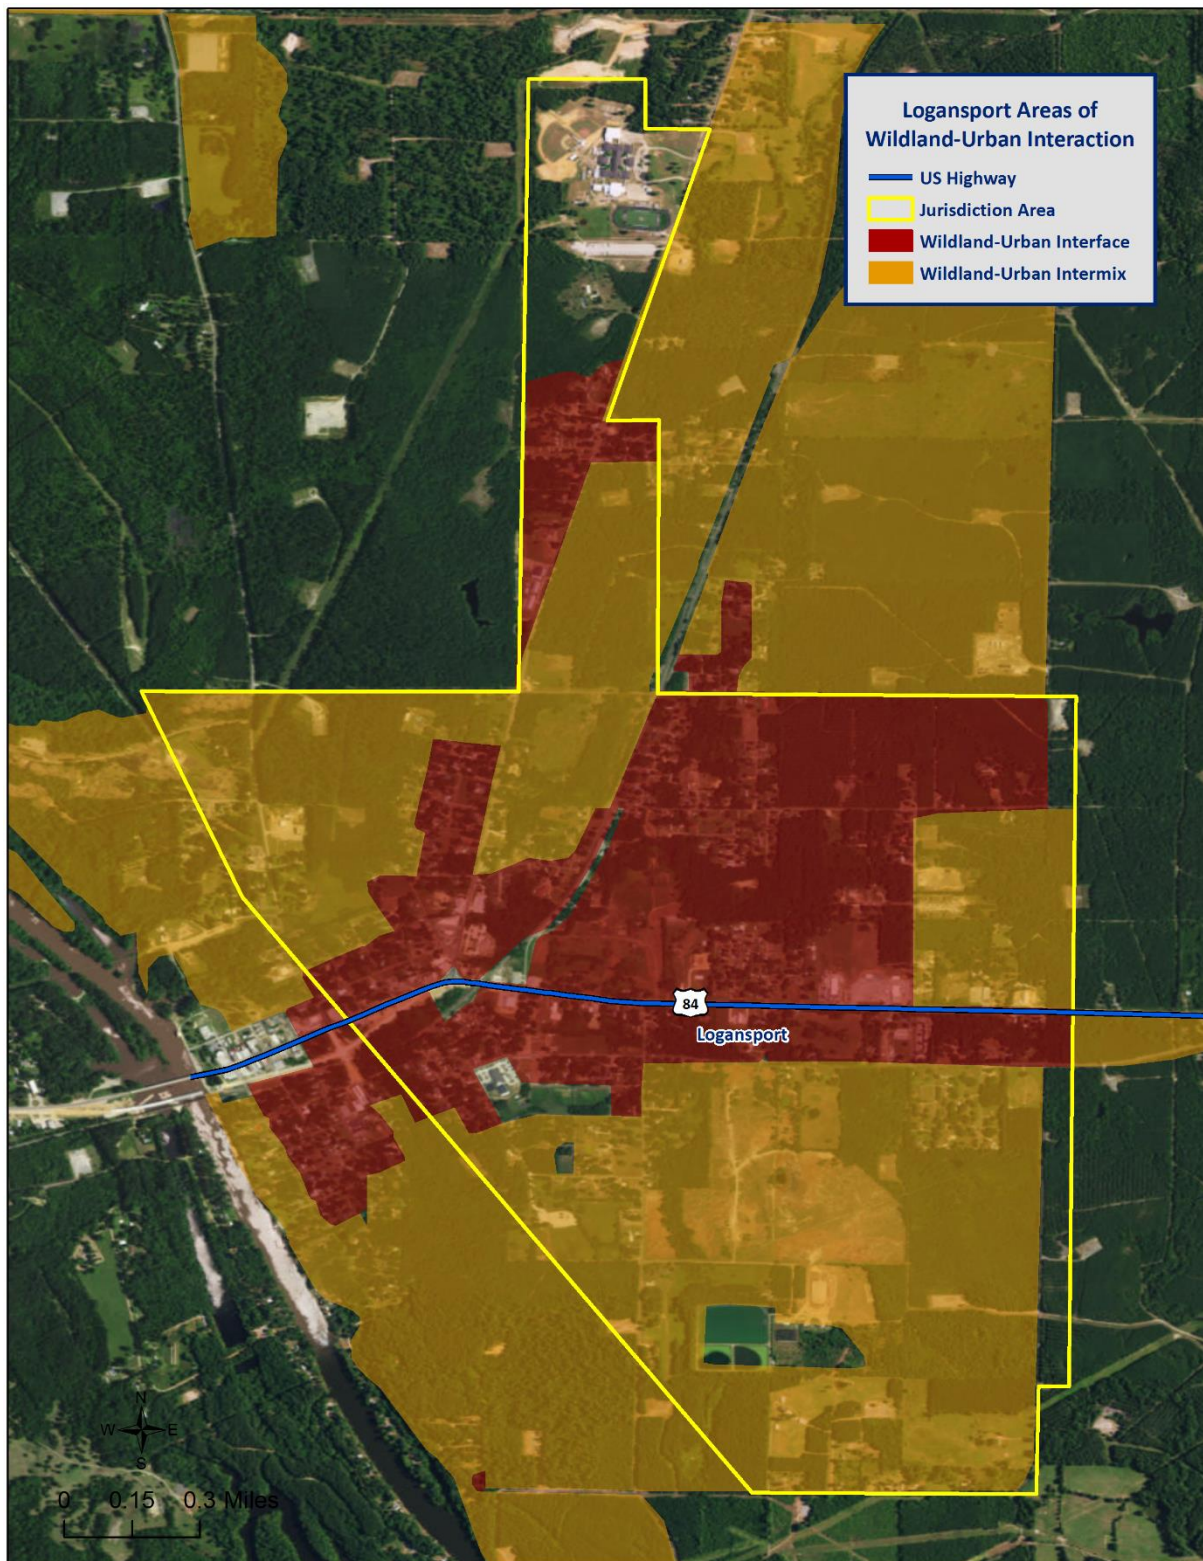 Logansport Areas of
Wildland-Urban Interaction
US Highway
Jurisdiction Area
Wildland-Urban Interface
Wildland-Urban Intermix
84
Logansport
N
W E
S
0 0.15 0.3 Miles